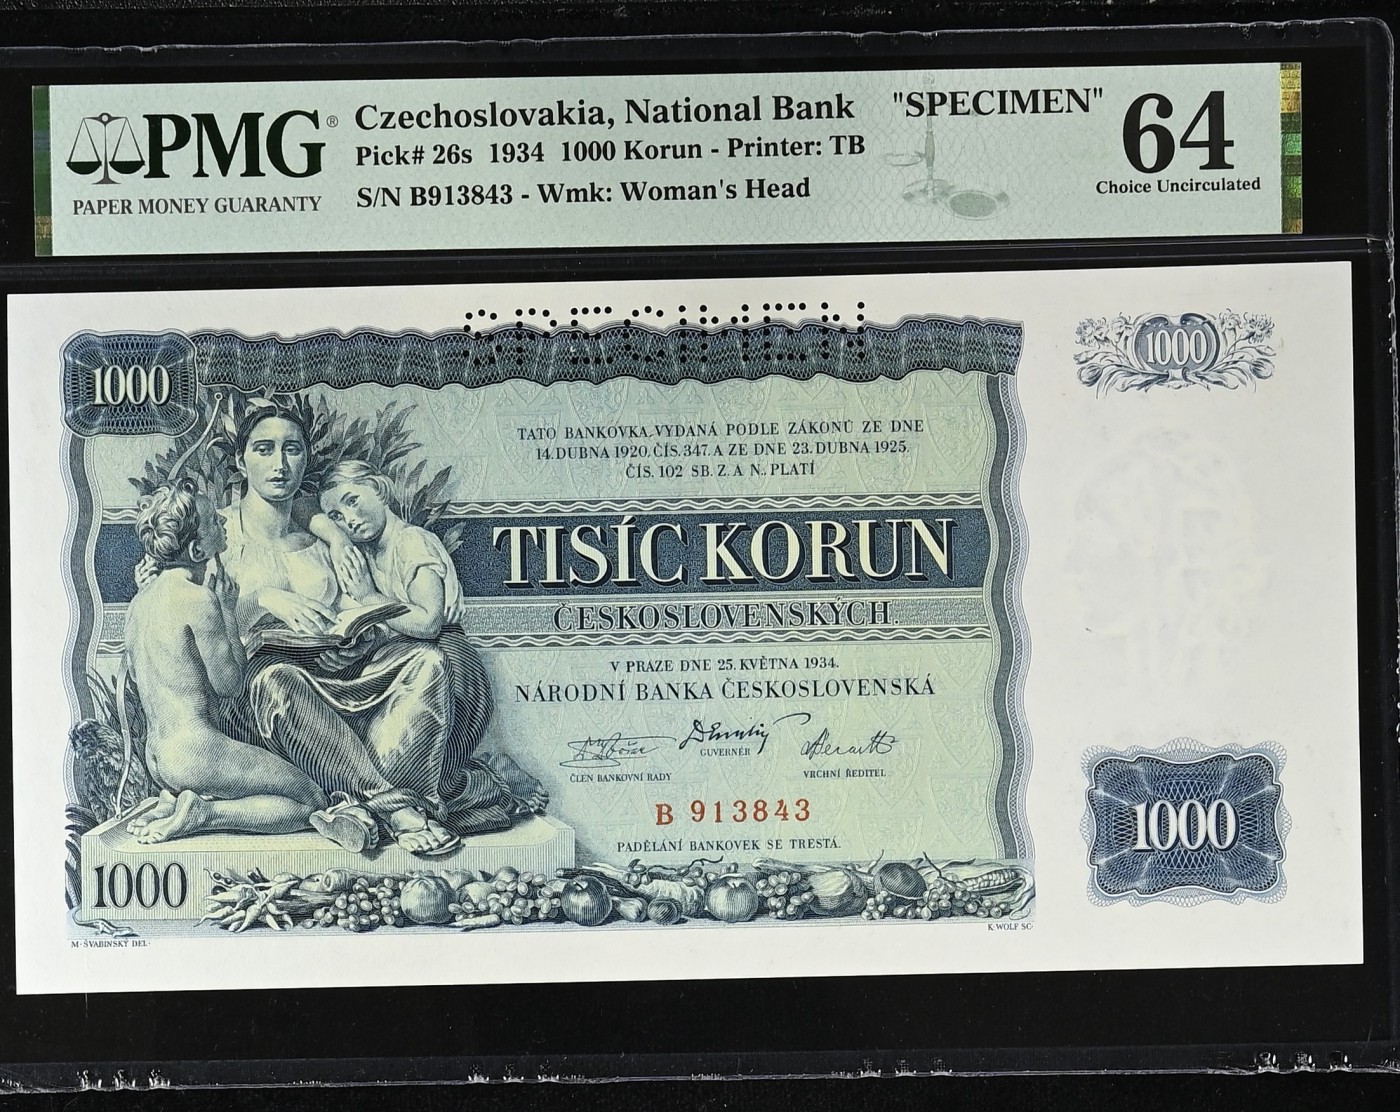 PMG®
PAPER MONEY GUARANTY
Czechoslovakia, National Bank
Pick# 26s 1934 1000 Korun - Printer: TB
S/N B913843 - Wmk: Woman's Head
"SPECIMEN"
64
Choice Uncirculated
SPECIMEN
1000
1000
TATO BANKOVKA, VYDANÁ PODLE ZÁKONŮ ZE DNE
14. DUBNA 1920, ČÍS. 347. A ZE DNE 23. DUBNA 1925.
ČÍS. 102 SB. Z. A N., PLATÍ
TISÍC KORUN
ČESKOSLOVENSKÝCH.
V PRAZE DNE 25. KVĚTNA 1934.
NÁRODNÍ BANKA ČESKOSLOVENSKÁ
ČLEN BANKOVNÍ RADY
GUVERNÉR
VRCHNÍ ŘEDITEL
B 913843
PADĚLÁNÍ BANKOVEK SE TRESTÁ.
1000
1000
M. ŠVABINSKÝ DEL.
K. WOLF SC.